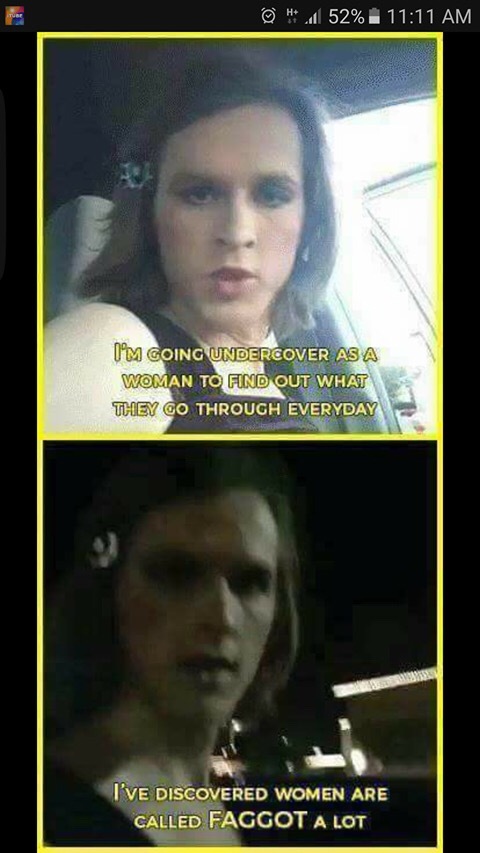 52% 11:11 AM
I'M GOING UNDERCOVER AS A
WOMAN TO FIND OUT WHAT
THEY GO THROUGH EVERYDAY
I'VE DISCOVERED WOMEN ARE
CALLED FAGGOT A LOT